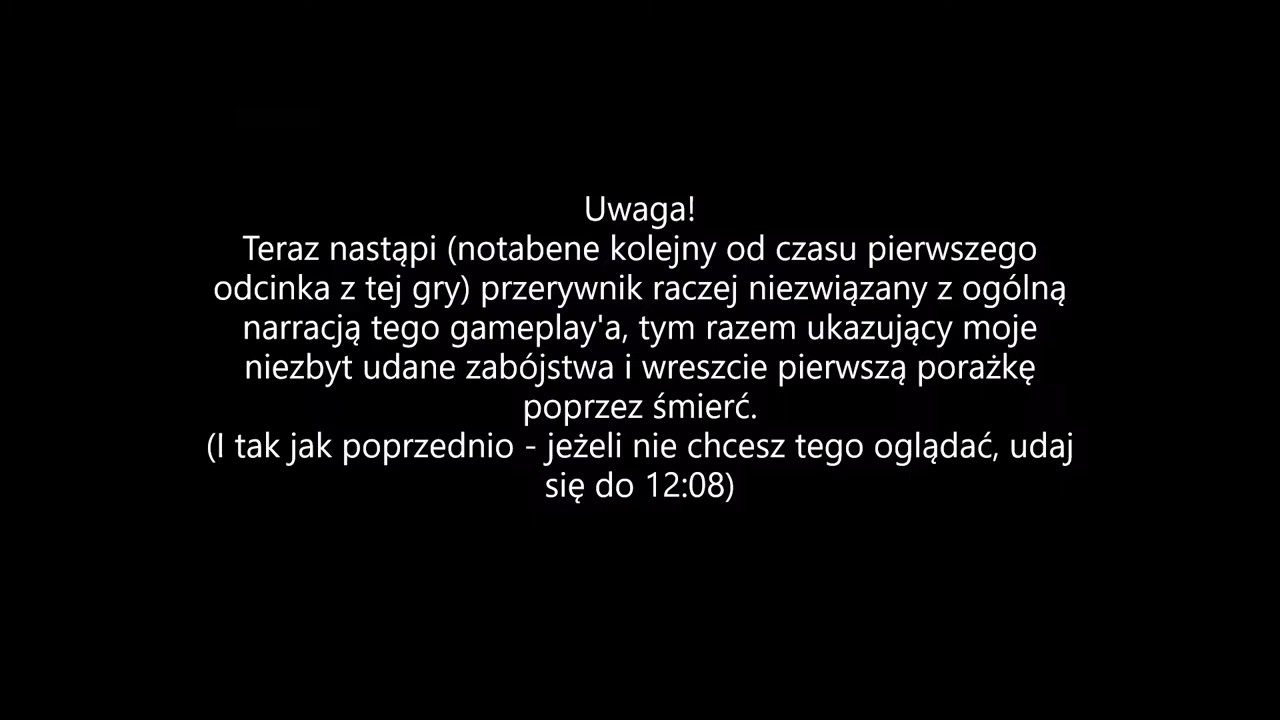 Uwaga!
Teraz nastąpi (notabene kolejny od czasu pierwszego
odcinka z tej gry) przerywnik raczej niezwiązany z ogólną
narracją tego gameplay'a, tym razem ukazujący moje
niezbyt udane zabójstwa i wreszcie pierwszą porażkę
poprzez śmierć.
(I tak jak poprzednio - jeżeli nie chcesz tego oglądać, udaj
się do 12:08)